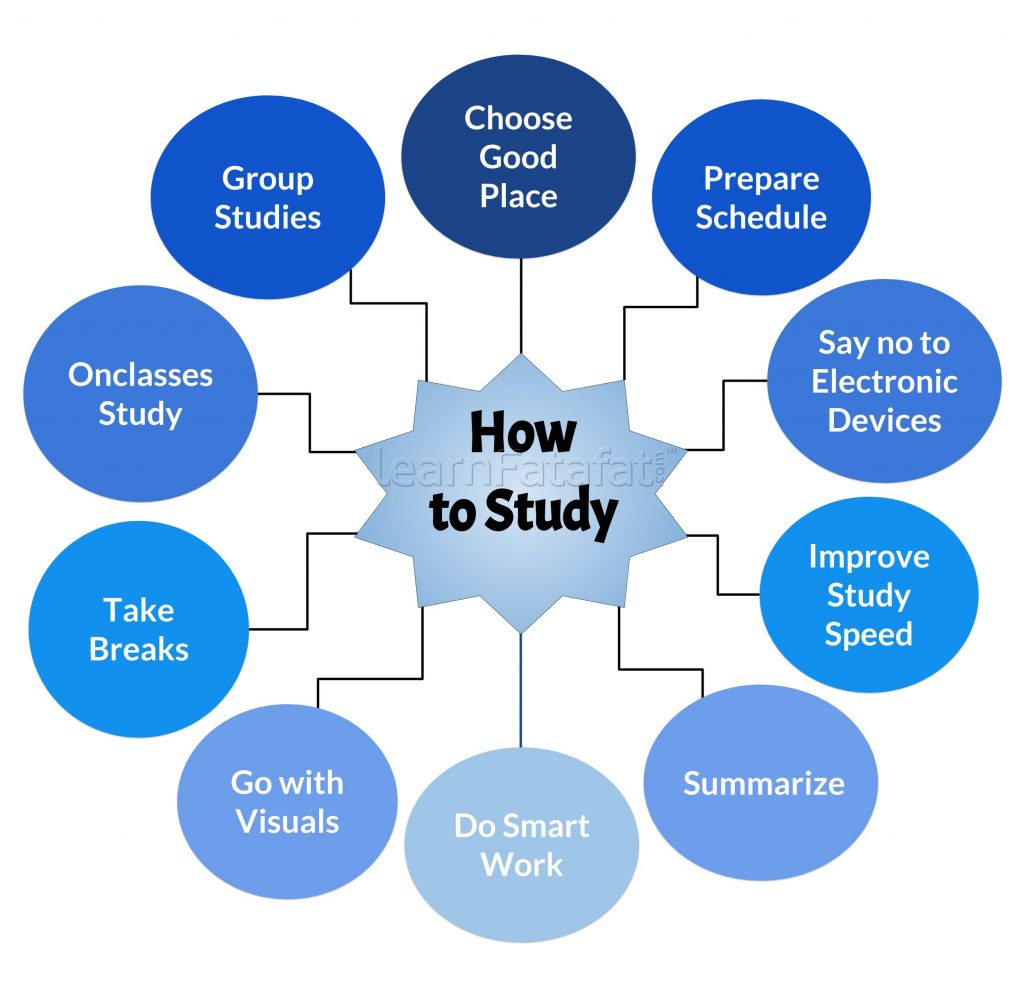 Choose
Good
Place
Prepare
Schedule
Say no to
Electronic
Devices
Improve
Study
Speed
Summarize
Do Smart
Work
Go with
Visuals
Take
Breaks
Onclasses
Study
Group
Studies
How
to Study
learnFatafat.com™